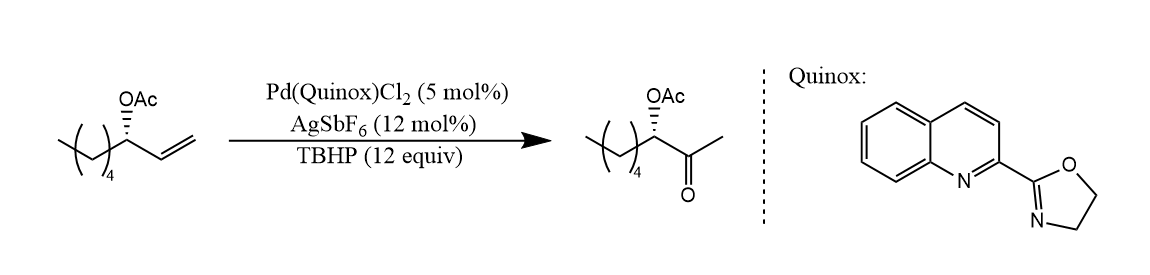 OAc
4
Pd(Quinox)Cl₂ (5 mol%)
AgSbF₆ (12 mol%)
TBHP (12 equiv)
OAc
4
O
Quinox:
N
O
N